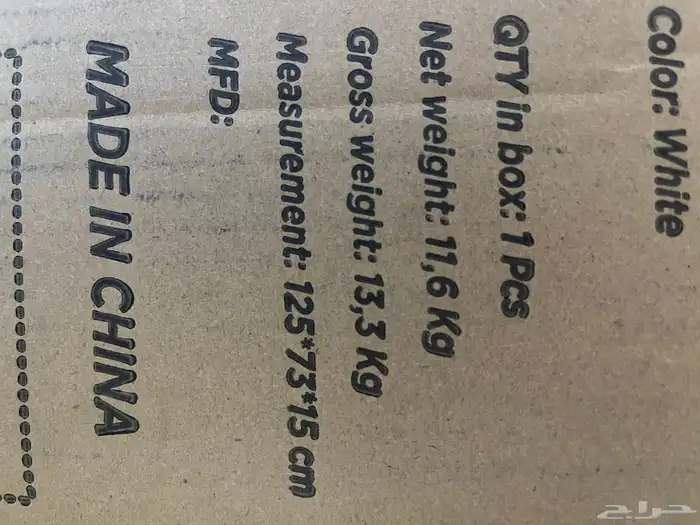 Color: White
QTY in box: 1 Pcs
Net weight: 11,6 Kg
Gross weight: 13,3 Kg
Measurement: 125*73*15 cm
MFD:
MADE IN CHINA
حراج